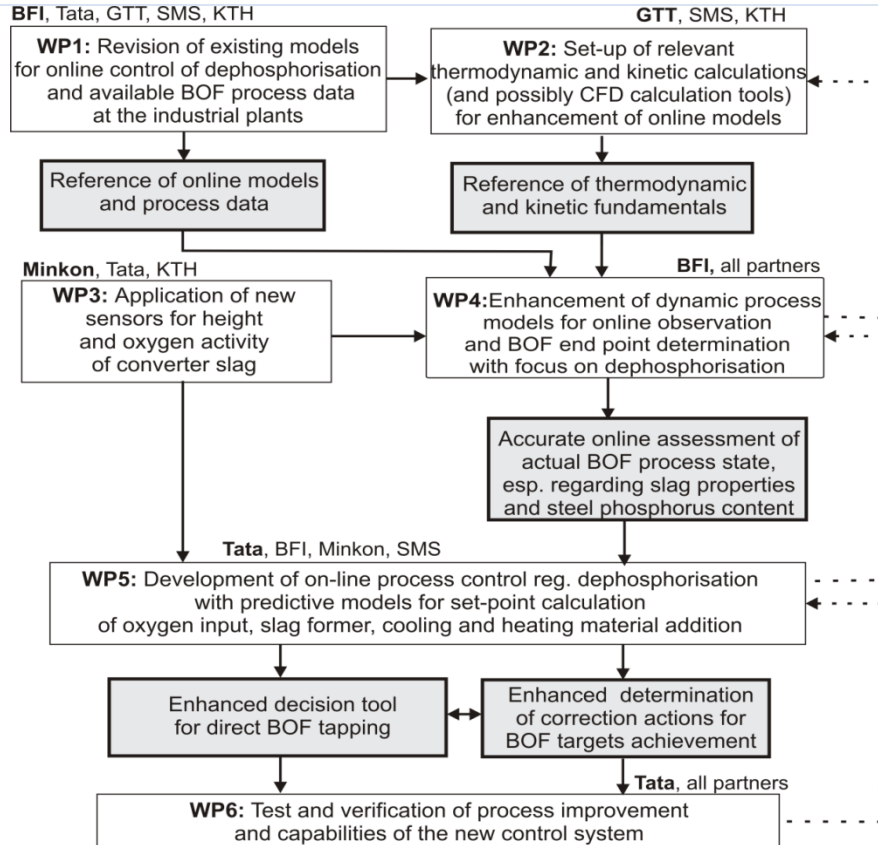 BFI, Tata, GTT, SMS, KTH
WP1: Revision of existing models
for online control of dephosphorisation
and available BOF process data
at the industrial plants
GTT, SMS, KTH
WP2: Set-up of relevant
thermodynamic and kinetic calculations
(and possibly CFD calculation tools)
for enhancement of online models
Reference of online models
and process data
Reference of thermodynamic
and kinetic fundamentals
Minkon, Tata, KTH
WP3: Application of new
sensors for height
and oxygen activity
of converter slag
BFI, all partners
WP4:Enhancement of dynamic process
models for online observation
and BOF end point determination
with focus on dephosphorisation
Accurate online assessment of
actual BOF process state,
esp. regarding slag properties
and steel phosphorus content
Tata, BFI, Minkon, SMS
WP5: Development of on-line process control reg. dephosphorisation
with predictive models for set-point calculation
of oxygen input, slag former, cooling and heating material addition
Enhanced decision tool
for direct BOF tapping
Enhanced determination
of correction actions for
BOF targets achievement
Tata, all partners
WP6: Test and verification of process improvement
and capabilities of the new control system